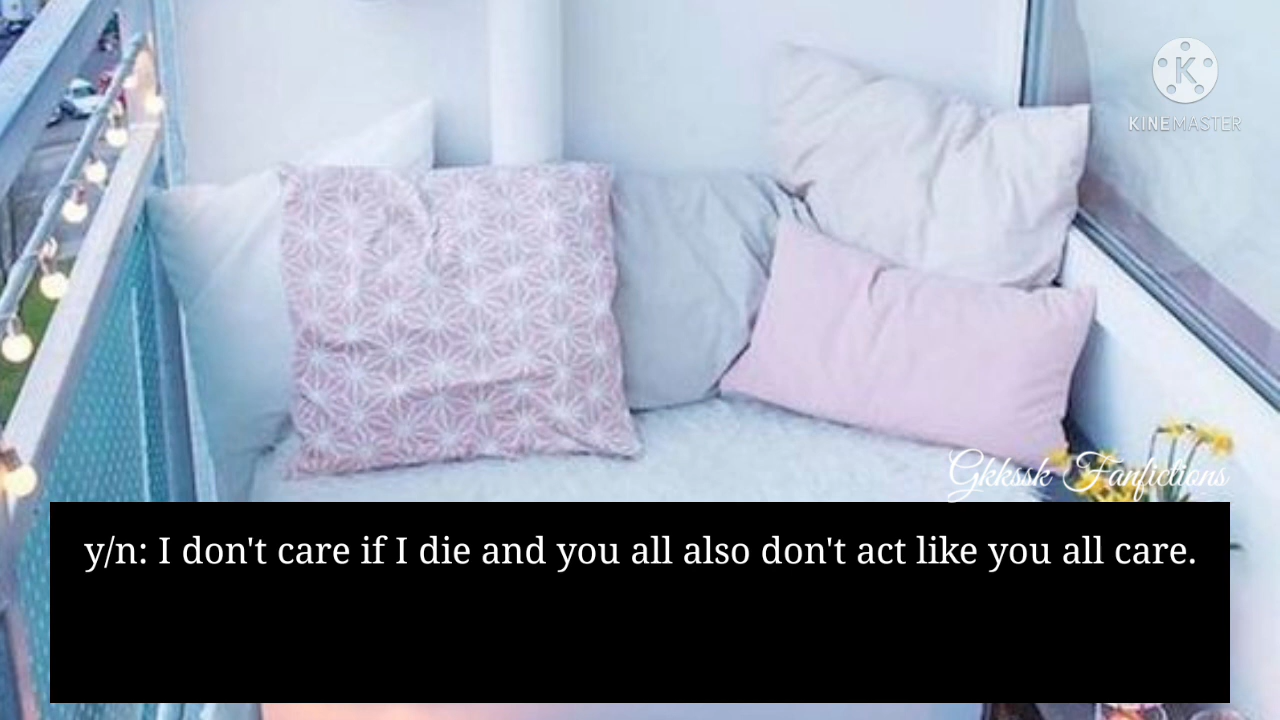 KINEMASTER
Gkkssk Fanfictions
y/n: I don't care if I die and you all also don't act like you all care.